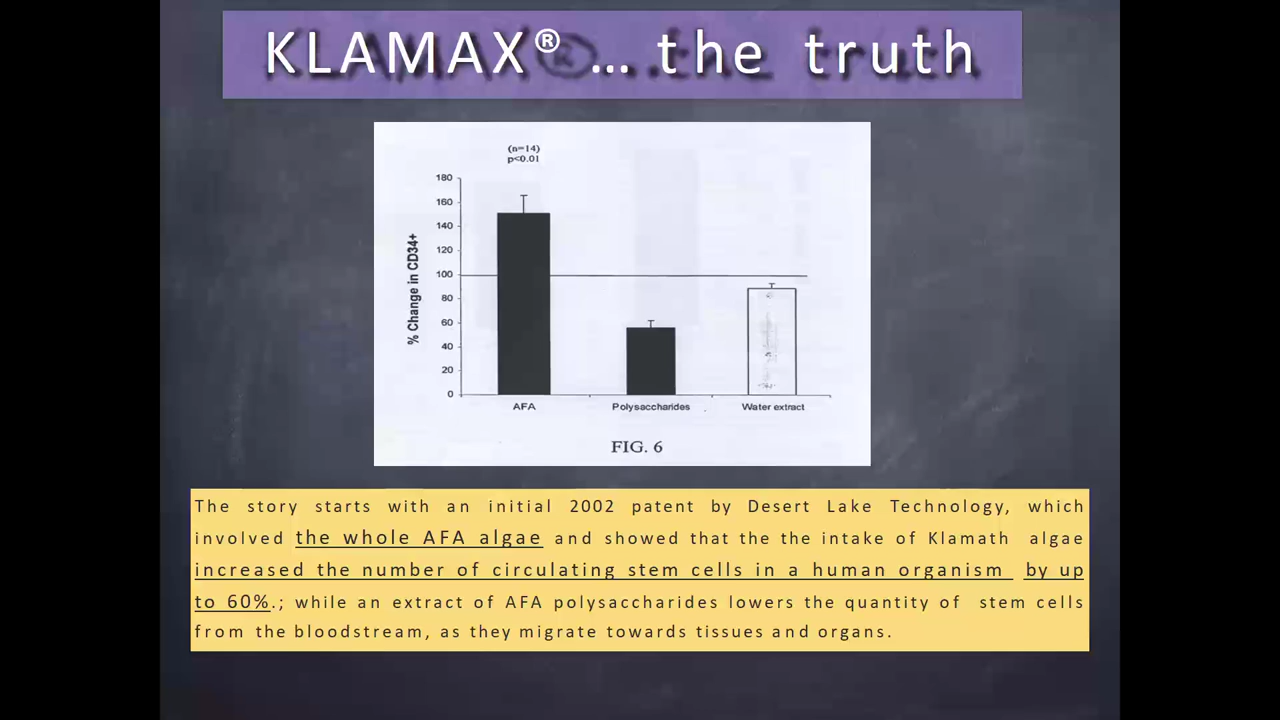 KLAMAX® ... the truth
(n=14)
p<0.01
180
160
140
120
100
80
60
40
20
0
% Change in CD34+
AFA Polysaccharides Water extract
FIG. 6
The story starts with an initial 2002 patent by Desert Lake Technology, which
involved the whole AFA algae and showed that the the intake of Klamath algae
increased the number of circulating stem cells in a human organism by up
to 60%.; while an extract of AFA polysaccharides lowers the quantity of stem cells
from the bloodstream, as they migrate towards tissues and organs.